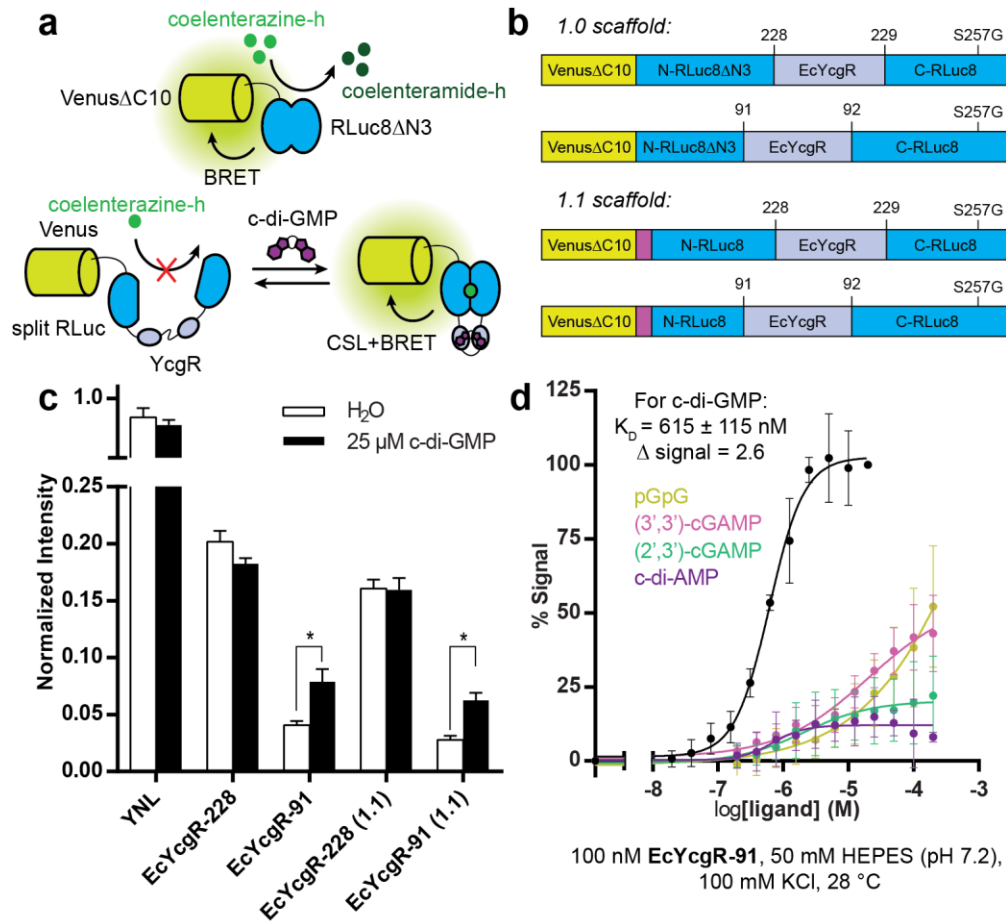 a
coelenterazine-h
VenusΔC10
coelenteramide-h
RLuc8ΔN3
BRET
coelenterazine-h
Venus
c-di-GMP
split RLuc
YcgR
CSL+BRET
b
1.0 scaffold:
228 229 S257G
VenusΔC10 N-RLuc8ΔN3 EcYcgR C-RLuc8
91 92 S257G
VenusΔC10 N-RLuc8ΔN3 EcYcgR C-RLuc8
1.1 scaffold:
228 229 S257G
VenusΔC10 N-RLuc8 EcYcgR C-RLuc8
91 92 S257G
VenusΔC10 N-RLuc8 EcYcgR C-RLuc8
c
H₂O
25 µM c-di-GMP
Normalized Intensity
1.0
0.25
0.20
0.15
0.10
0.05
0.00
* *
YNL
EcYcgR-228
EcYcgR-91
EcYcgR-228 (1.1)
EcYcgR-91 (1.1)
d
For c-di-GMP:
K_D = 615 ± 115 nM
Δ signal = 2.6
pGpG
(3',3')-cGAMP
(2',3')-cGAMP
c-di-AMP
% Signal
125
100
75
50
25
0
-8 -7 -6 -5 -4 -3
log[ligand] (M)
100 nM EcYcgR-91, 50 mM HEPES (pH 7.2),
100 mM KCl, 28 °C